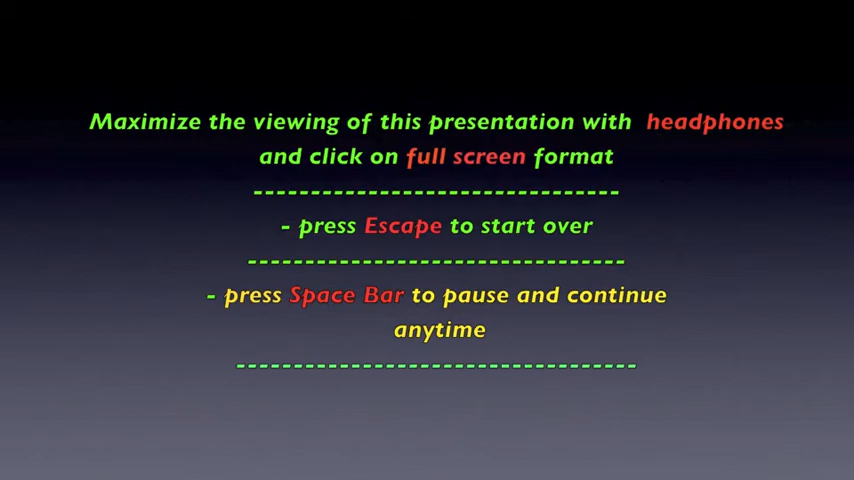 Maximize the viewing of this presentation with headphones
and click on full screen format
--------------------------------
- press Escape to start over
---------------------------------
- press Space Bar to pause and continue
anytime
-----------------------------------